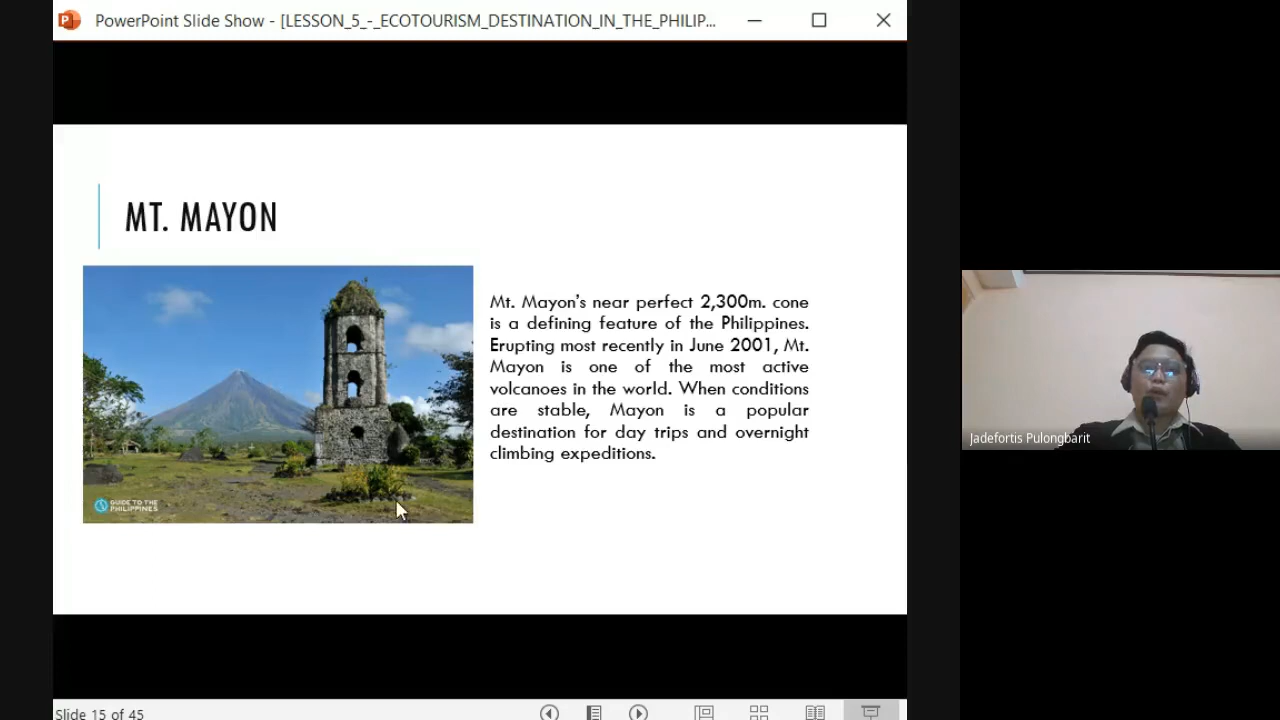 PowerPoint Slide Show - [LESSON_5_-_ECOTOURISM_DESTINATION_IN_THE_PHILIP...
MT. MAYON
Mt. Mayon's near perfect 2,300m. cone
is a defining feature of the Philippines.
Erupting most recently in June 2001, Mt.
Mayon is one of the most active
volcanoes in the world. When conditions
are stable, Mayon is a popular
destination for day trips and overnight
climbing expeditions.
GUIDE TO THE
PHILIPPINES
Jadefortis Pulongbarit
Slide 15 of 45